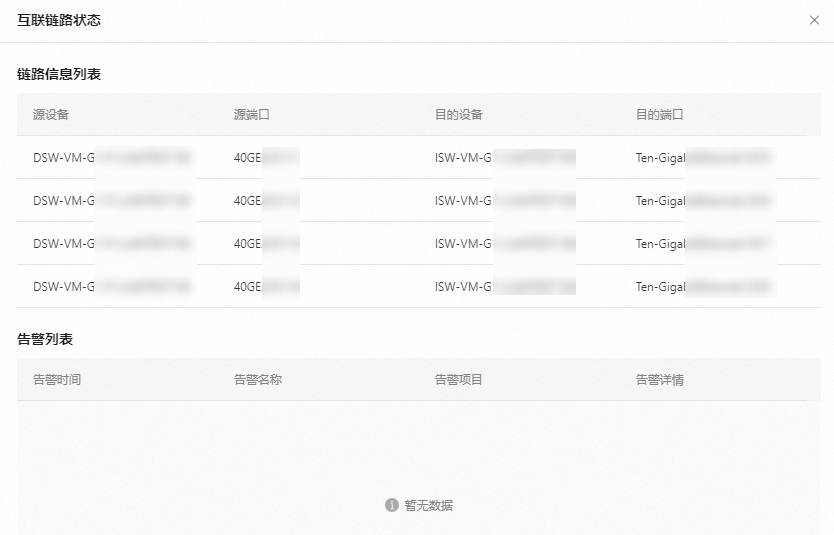 互联链路状态
链路信息列表
源设备 源端口 目的设备 目的端口
DSW-VM-G 40GE ISW-VM-G Ten-Gigal
DSW-VM-G 40GE ISW-VM-G Ten-Gigal
DSW-VM-G 40GE ISW-VM-G Ten-Gigal
DSW-VM-G 40GE ISW-VM-G Ten-Gigal
告警列表
告警时间 告警名称 告警项目 告警详情
暂无数据